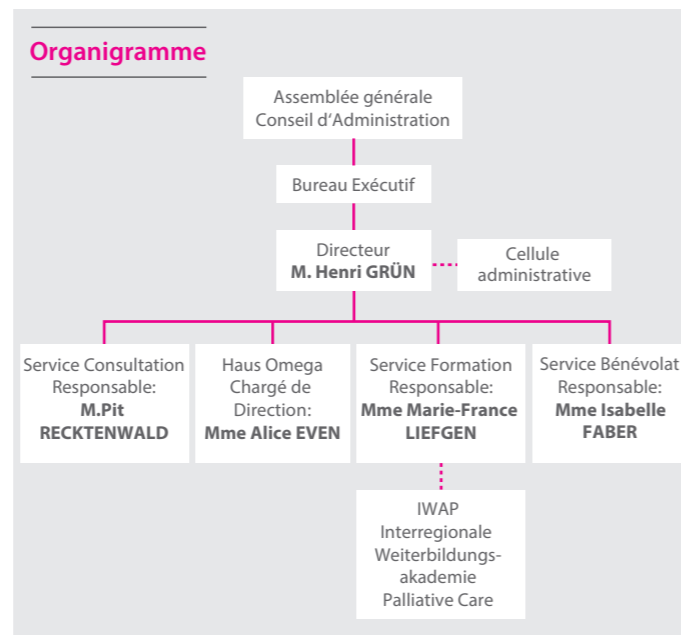 Organigramme
Assemblée générale
Conseil d‘Administration
Bureau Exécutif
Directeur
M. Henri GRÜN
Cellule
administrative
Service Consultation
Responsable:
M.Pit
RECKTENWALD
Haus Omega
Chargé de
Direction:
Mme Alice EVEN
Service Formation
Responsable:
Mme Marie-France
LIEFGEN
Service Bénévolat
Responsable:
Mme Isabelle
FABER
IWAP
Interregionale
Weiterbildungs-
akademie
Palliative Care